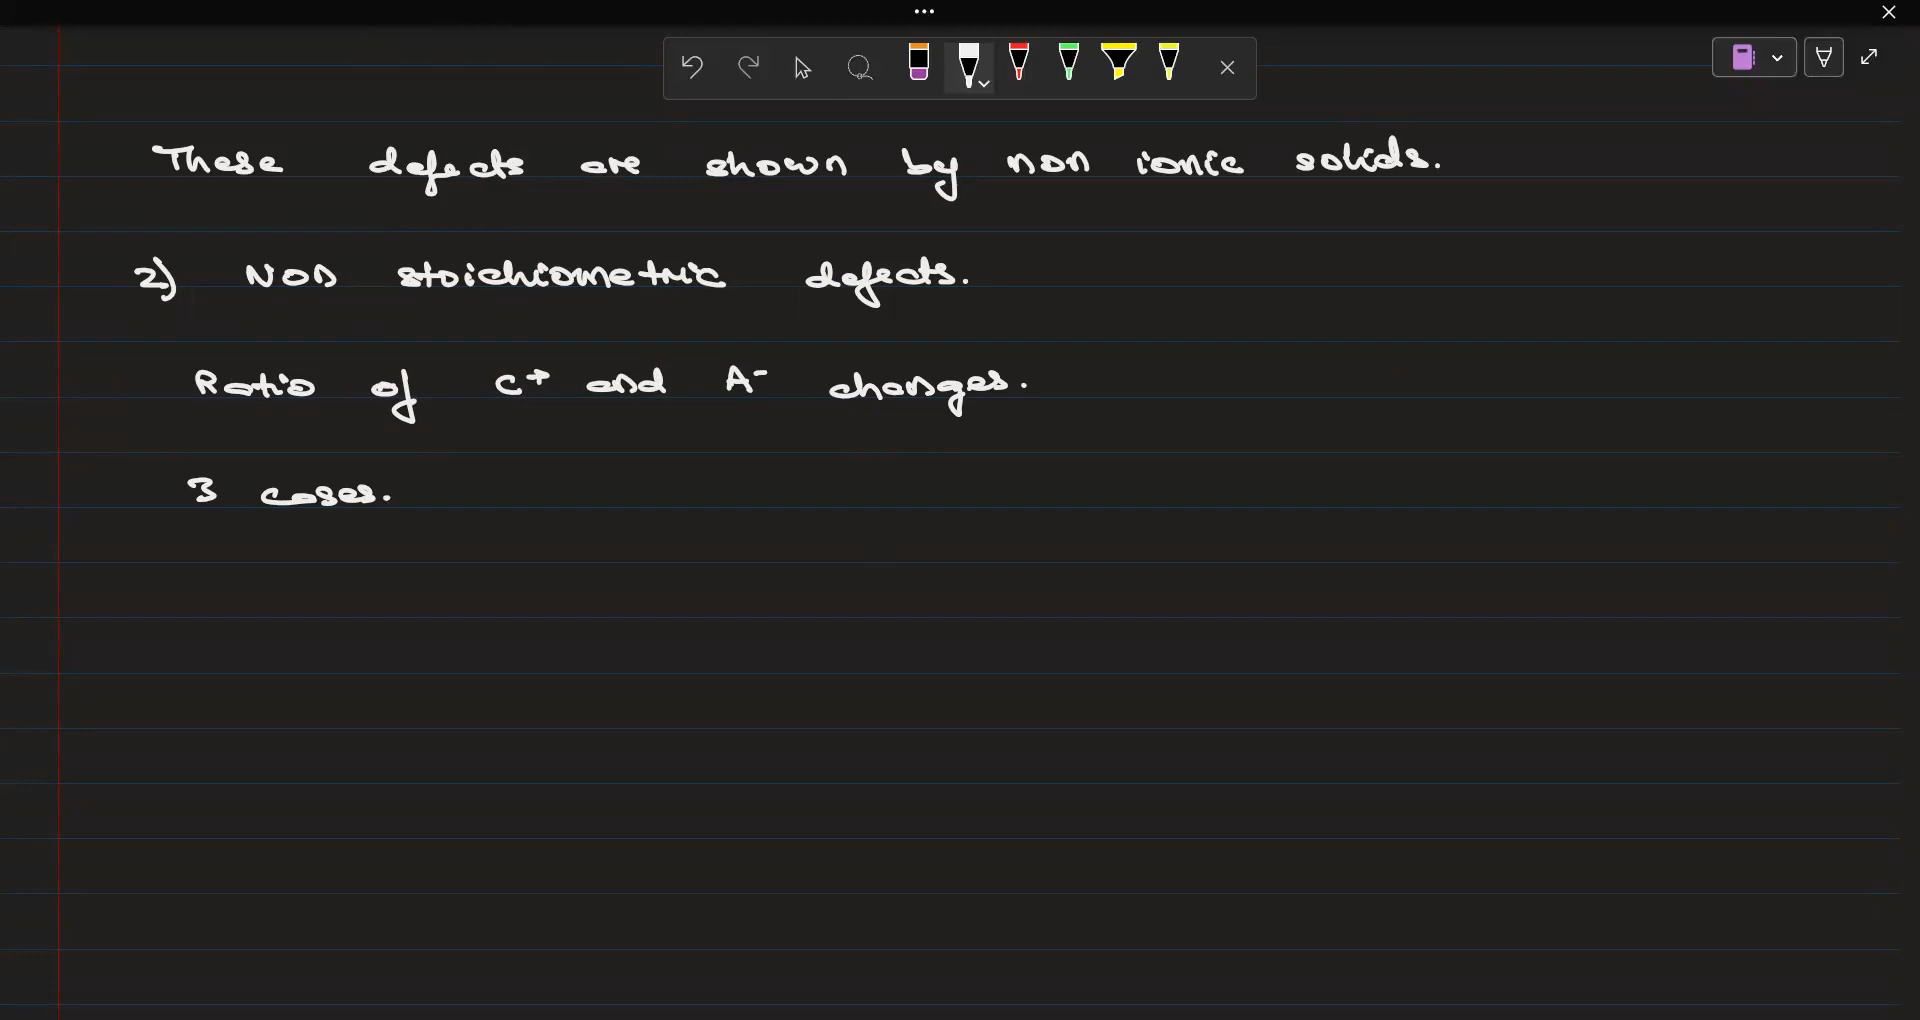 These defects are shown by non ionic solids.
2) Non stoichiometric defects.
Ratio of C⁺ and A⁻ changes.
3 cases.